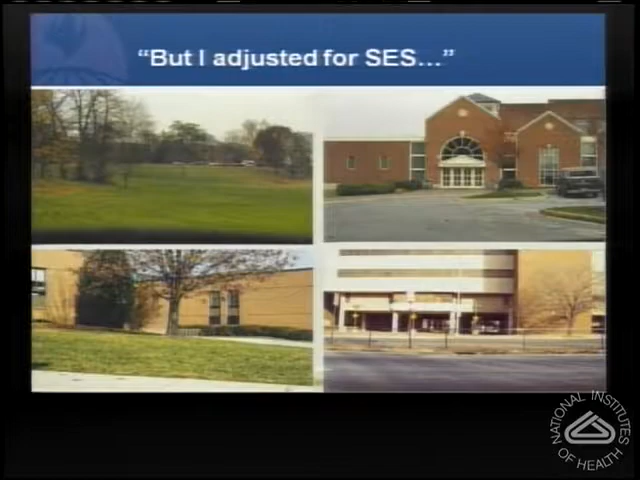 “But I adjusted for SES…”
NATIONAL INSTITUTES
OF HEALTH